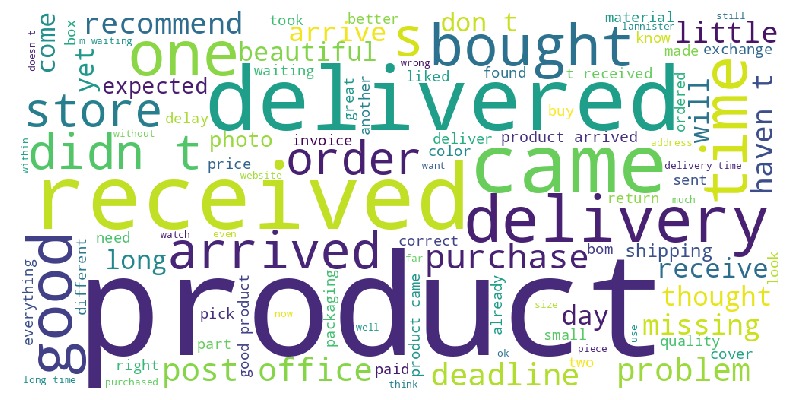 doesn t
come
box
m waiting
yet
recommend
took
great
arrive
another
better
s
don t
bought
material
lannister
know
made
exchange
still
little
one
beautiful
expected
waiting
liked
wrong
found
t received
ordered
will
time
haven t
store
delay
delivered
buy
within
without
didn t
photo
invoice
deliver
product arrived
address
price
order
color
came
want
delivery time
sent
received
website
return
much
delivery
good
everything
different
need
long
watch
even
arrived
correct
far
purchase
bom
shipping
receive
look
product
pick
good product
now
packaging
product came
already
size
day
piece
use
thought
missing
small
part
well
ok
two
quality
cover
long time
right
purchased
post office
paid
think
deadline
problem